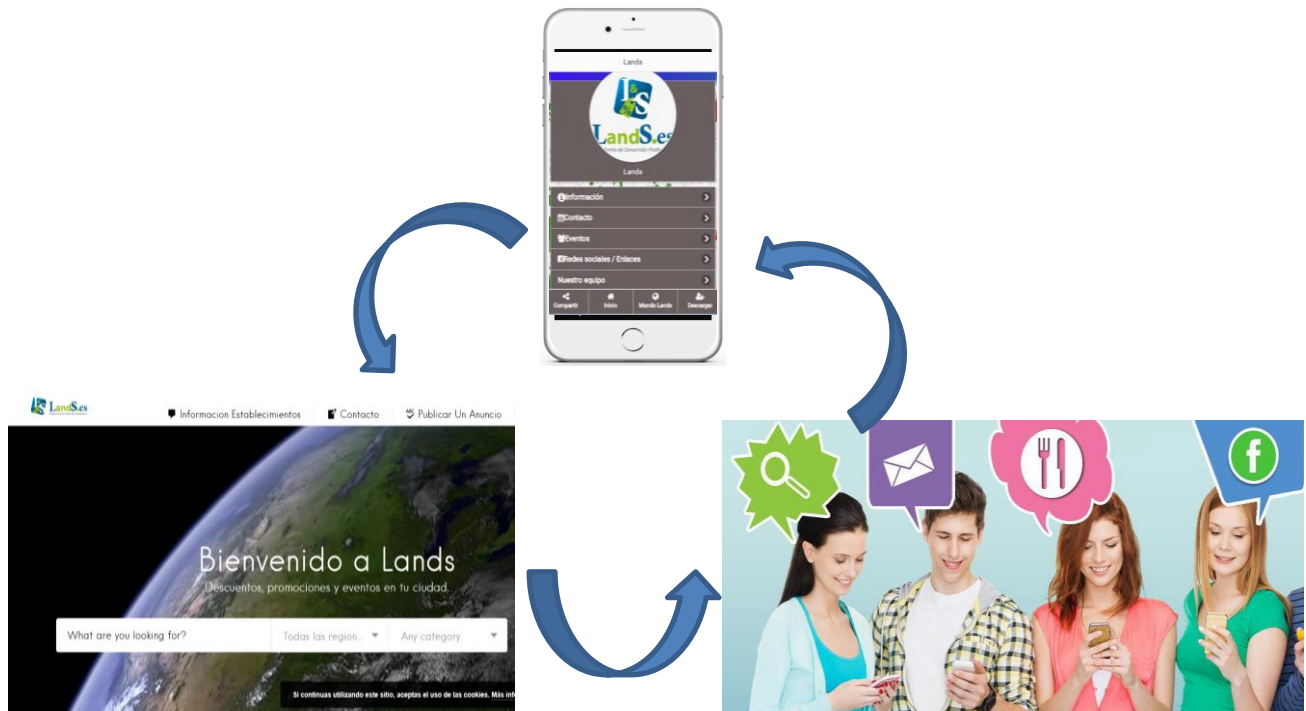 Lands
L&S
LandS.es
Lands
Información
Contacto
Eventos
Redes sociales / Enlaces
Nuestro equipo
Compartir
Inicio
Mundo Lands
Descargar
LandS.es
Informacion Establecimientos
Contacto
Publicar Un Anuncio
Bienvenido a Lands
Descuentos, promociones y eventos en tu ciudad.
What are you looking for?
Todas las region..
Any category
Si continuas utilizando este sitio, aceptas el uso de las cookies. Más inf
f